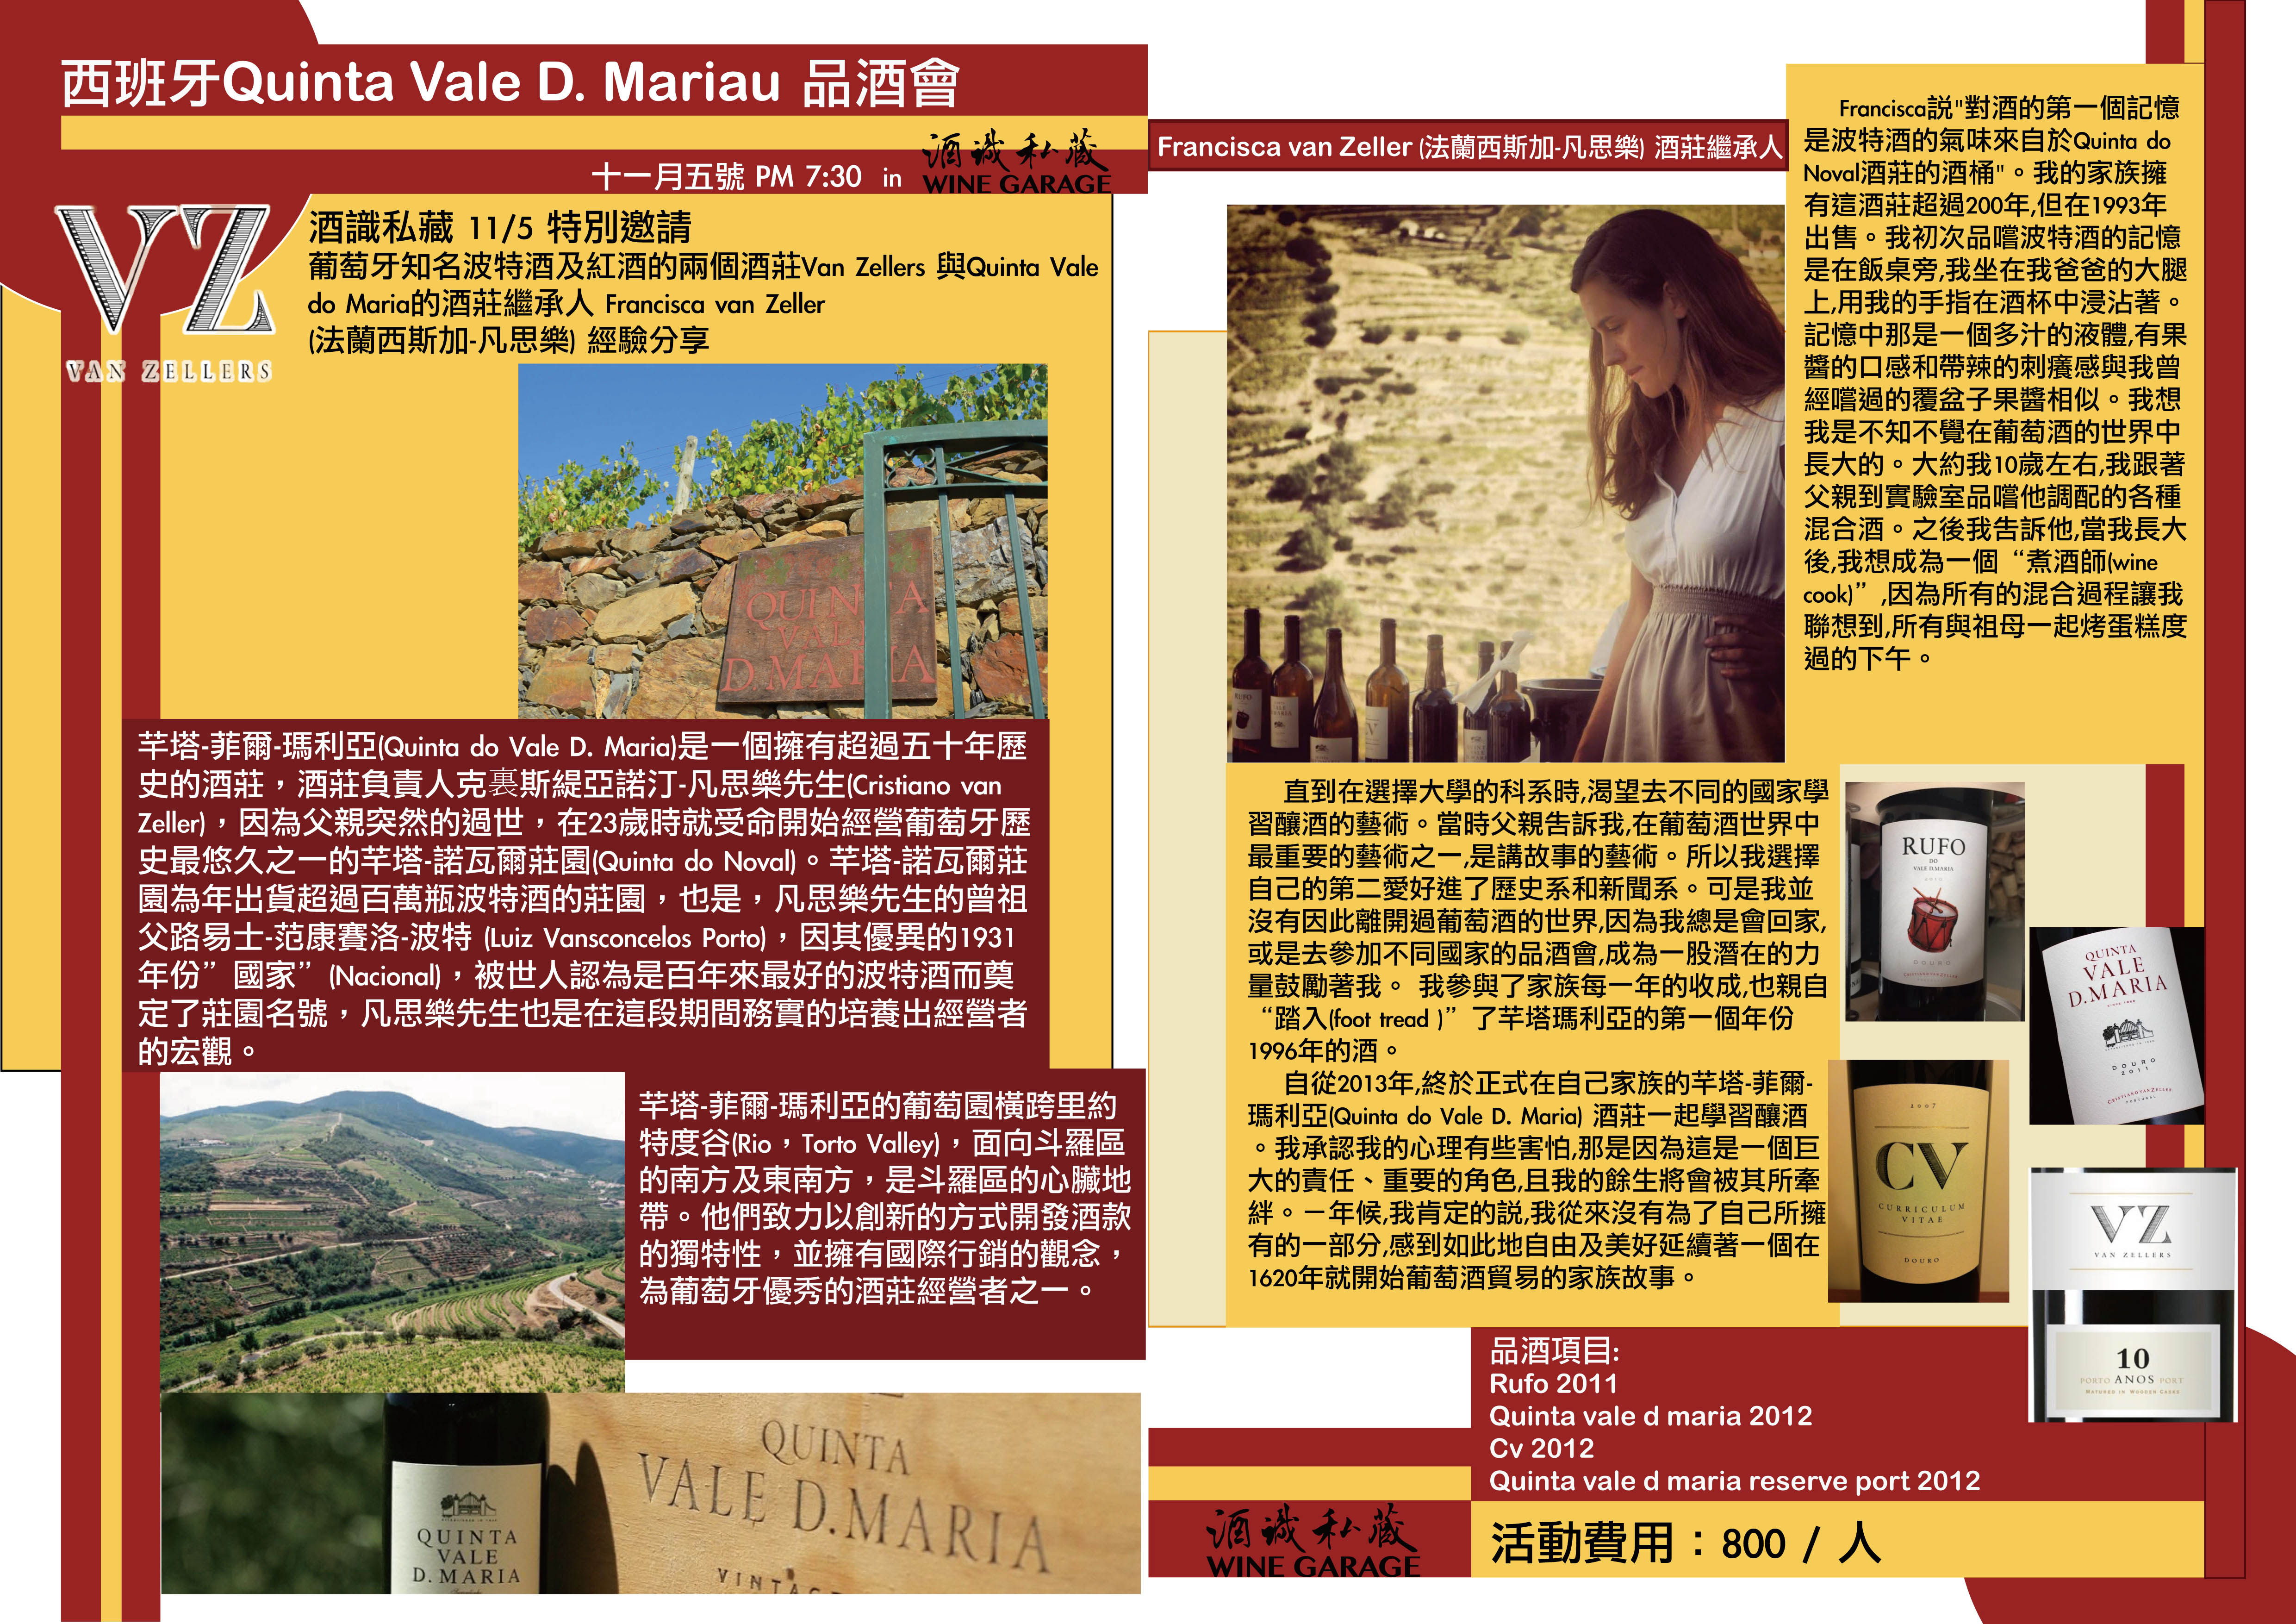 西班牙Quinta Vale D. Mariau 品酒會
十一月五號 PM 7:30 in
酒識私藏
WINE GARAGE
VZ
VAN ZELLERS
酒識私藏 11/5 特別邀請
葡萄牙知名波特酒及紅酒的兩個酒莊Van Zellers 與Quinta Vale
do Maria的酒莊繼承人 Francisca van Zeller
(法蘭西斯加-凡思樂) 經驗分享
QUINTA
VALE
D.MARIA
芉塔-菲爾-瑪利亞(Quinta do Vale D. Maria)是一個擁有超過五十年歷
史的酒莊，酒莊負責人克裏斯緹亞諾汀-凡思樂先生(Cristiano van
Zeller)，因為父親突然的過世，在23歲時就受命開始經營葡萄牙歷
史最悠久之一的芉塔-諾瓦爾莊園(Quinta do Noval)。芉塔-諾瓦爾莊
園為年出貨超過百萬瓶波特酒的莊園，也是，凡思樂先生的曾祖
父路易士-范康賽洛-波特 (Luiz Vansconcelos Porto)，因其優異的1931
年份”國家”(Nacional)，被世人認為是百年來最好的波特酒而奠
定了莊園名號，凡思樂先生也是在這段期間務實的培養出經營者
的宏觀。
芉塔-菲爾-瑪利亞的葡萄園橫跨里約
特度谷(Rio，Torto Valley)，面向斗羅區
的南方及東南方，是斗羅區的心臟地
帶。他們致力以創新的方式開發酒款
的獨特性，並擁有國際行銷的觀念，
為葡萄牙優秀的酒莊經營者之一。
QUINTA
VALE
D. MARIA
QUINTA
VALE D.MARIA
VINTAGE
Francisca van Zeller (法蘭西斯加-凡思樂) 酒莊繼承人
Francisca説"對酒的第一個記憶
是波特酒的氣味來自於Quinta do
Noval酒莊的酒桶"。我的家族擁
有這酒莊超過200年,但在1993年
出售。我初次品嚐波特酒的記憶
是在飯桌旁,我坐在我爸爸的大腿
上,用我的手指在酒杯中浸沾著。
記憶中那是一個多汁的液體,有果
醬的口感和帶辣的刺癢感與我曾
經嚐過的覆盆子果醬相似。我想
我是不知不覺在葡萄酒的世界中
長大的。大約我10歲左右,我跟著
父親到實驗室品嚐他調配的各種
混合酒。之後我告訴他,當我長大
後,我想成為一個“煮酒師(wine
cook)”,因為所有的混合過程讓我
聯想到,所有與祖母一起烤蛋糕度
過的下午。
直到在選擇大學的科系時,渴望去不同的國家學
習釀酒的藝術。當時父親告訴我,在葡萄酒世界中
最重要的藝術之一,是講故事的藝術。所以我選擇
自己的第二愛好進了歷史系和新聞系。可是我並
沒有因此離開過葡萄酒的世界,因為我總是會回家,
或是去參加不同國家的品酒會,成為一股潛在的力
量鼓勵著我。 我參與了家族每一年的收成,也親自
“踏入(foot tread )”了芉塔瑪利亞的第一個年份
1996年的酒。
自從2013年,終於正式在自己家族的芉塔-菲爾-
瑪利亞(Quinta do Vale D. Maria) 酒莊一起學習釀酒
。我承認我的心理有些害怕,那是因為這是一個巨
大的責任、重要的角色,且我的餘生將會被其所牽
絆。一年候,我肯定的説,我從來沒有為了自己所擁
有的一部分,感到如此地自由及美好延續著一個在
1620年就開始葡萄酒貿易的家族故事。
RUFO
DO
VALE D.MARIA
DOURO
QUINTA
VALE
D.MARIA
DOURO
2011
CRISTIANO VAN ZELLER
PORTUGAL
2007
CV
CURRICULUM
VITAE
DOURO
VZ
VAN ZELLERS
10
PORTO ANOS PORT
MATURED IN WOODEN CASKS
品酒項目:
Rufo 2011
Quinta vale d maria 2012
Cv 2012
Quinta vale d maria reserve port 2012
酒識私藏
WINE GARAGE
活動費用：800 / 人